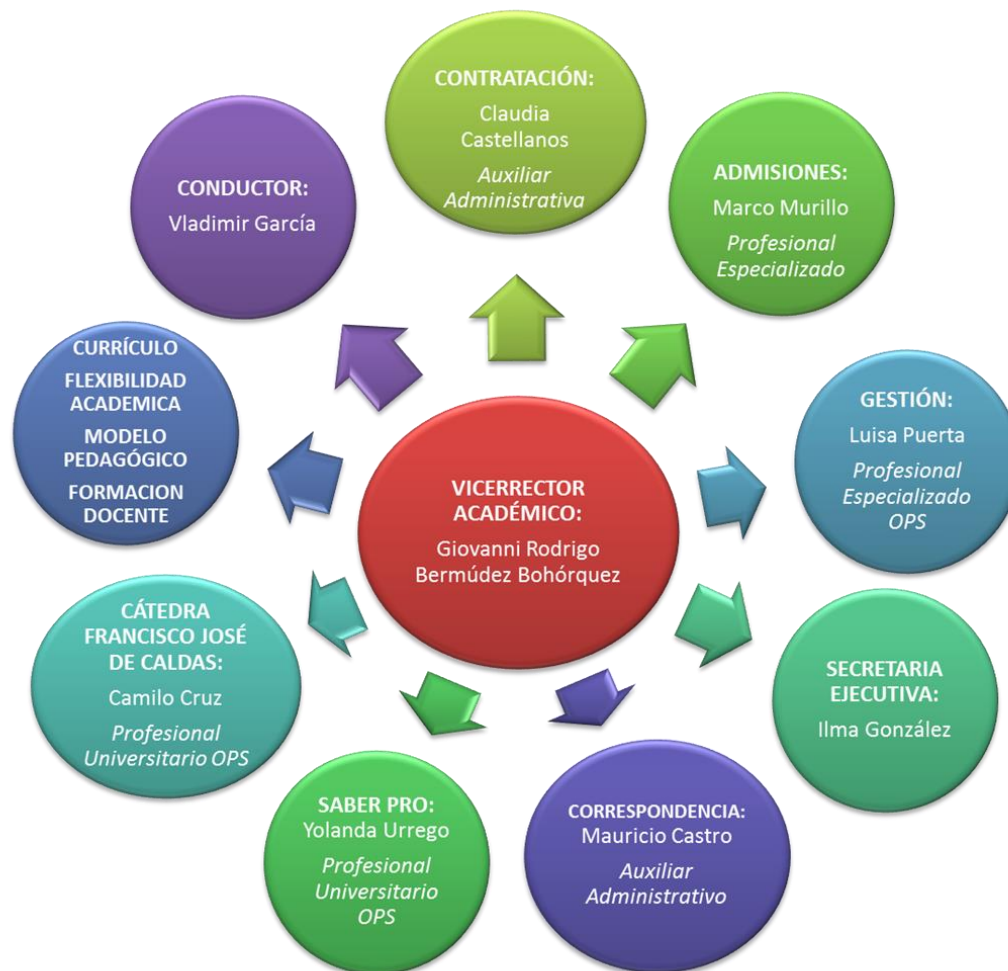 CONTRATACIÓN:
Claudia
Castellanos
Auxiliar
Administrativa
ADMISIONES:
Marco Murillo
Profesional
Especializado
GESTIÓN:
Luisa Puerta
Profesional
Especializado
OPS
SECRETARIA
EJECUTIVA:
Ilma González
CORRESPONDENCIA:
Mauricio Castro
Auxiliar
Administrativo
SABER PRO:
Yolanda Urrego
Profesional
Universitario
OPS
CÁTEDRA
FRANCISCO JOSÉ
DE CALDAS:
Camilo Cruz
Profesional
Universitario OPS
CURRÍCULO
FLEXIBILIDAD
ACADEMICA
MODELO
PEDAGÓGICO
FORMACION
DOCENTE
CONDUCTOR:
Vladimir García
VICERRECTOR
ACADÉMICO:
Giovanni Rodrigo
Bermúdez Bohórquez